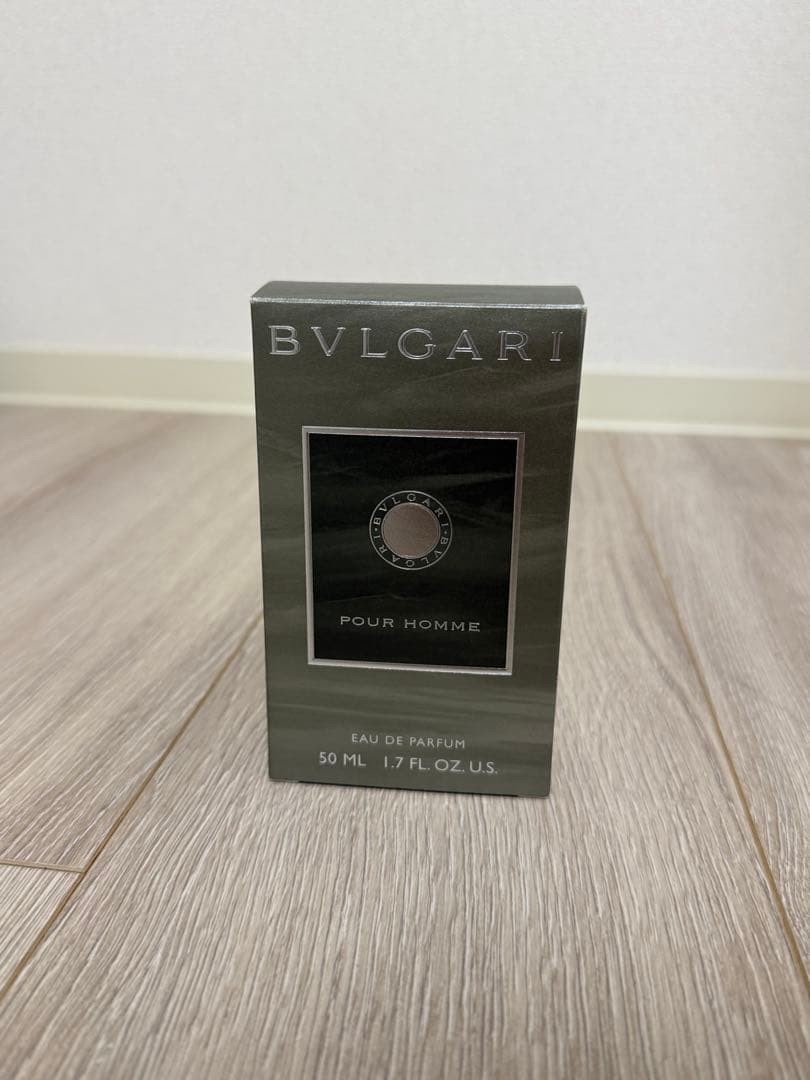 BVLGARI
BVLGARI · BVLGARI ·
POUR HOMME
EAU DE PARFUM
50 ML 1.7 FL. OZ. U.S.